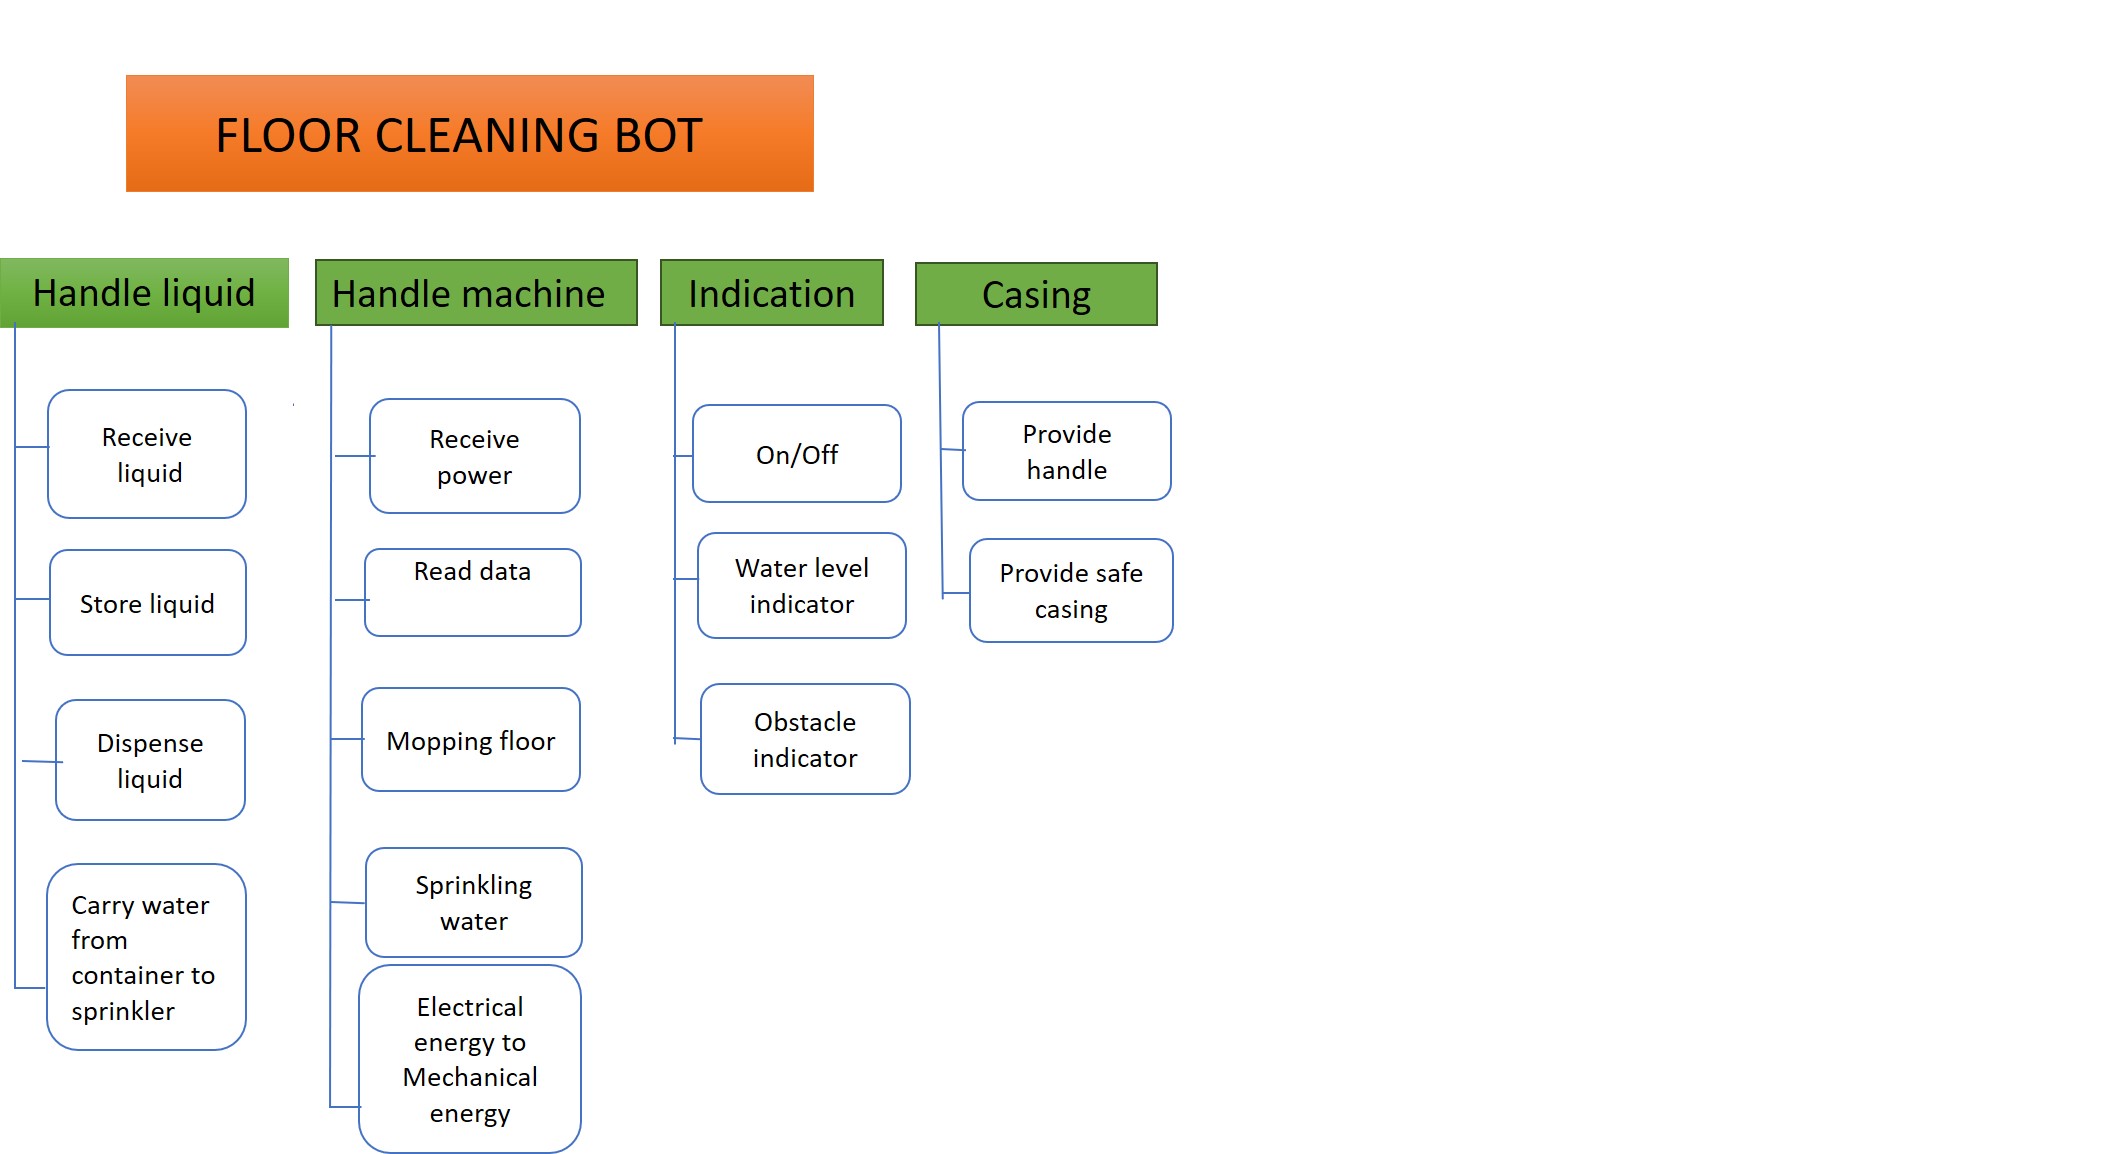 FLOOR CLEANING BOT
Handle liquid
Receive
liquid
Store liquid
Dispense
liquid
Carry water
from
container to
sprinkler
Handle machine
Receive
power
Read data
Mopping floor
Sprinkling
water
Electrical
energy to
Mechanical
energy
Indication
On/Off
Water level
indicator
Obstacle
indicator
Casing
Provide
handle
Provide safe
casing